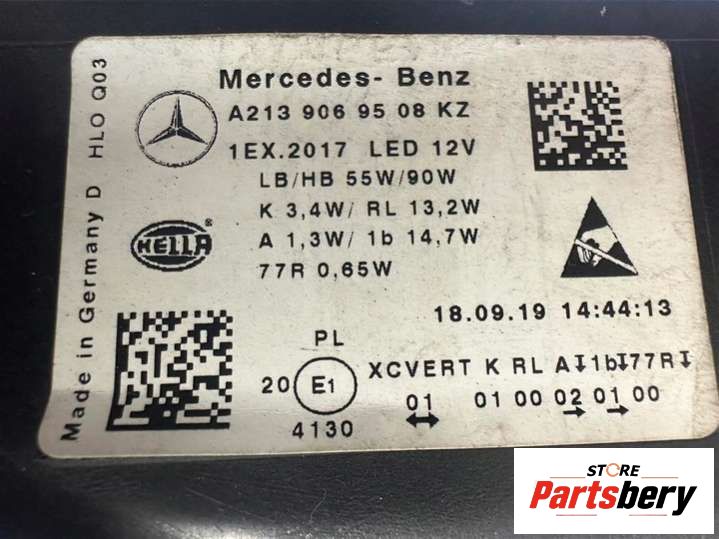 Mercedes- Benz
A213 906 95 08 KZ
1EX.2017 LED 12V
LB/HB 55W/90W
K 3,4W/ RL 13,2W
A 1,3W/ 1b 14,7W
77R 0,65W
HELLA ®
Made in Germany D HLO Q03
18.09.19 14:44:13
PL
XCVERT K RL A↧1b↧77R↧
20 E1
01 01 00 02 01 00
4130
STORE
Partsbery